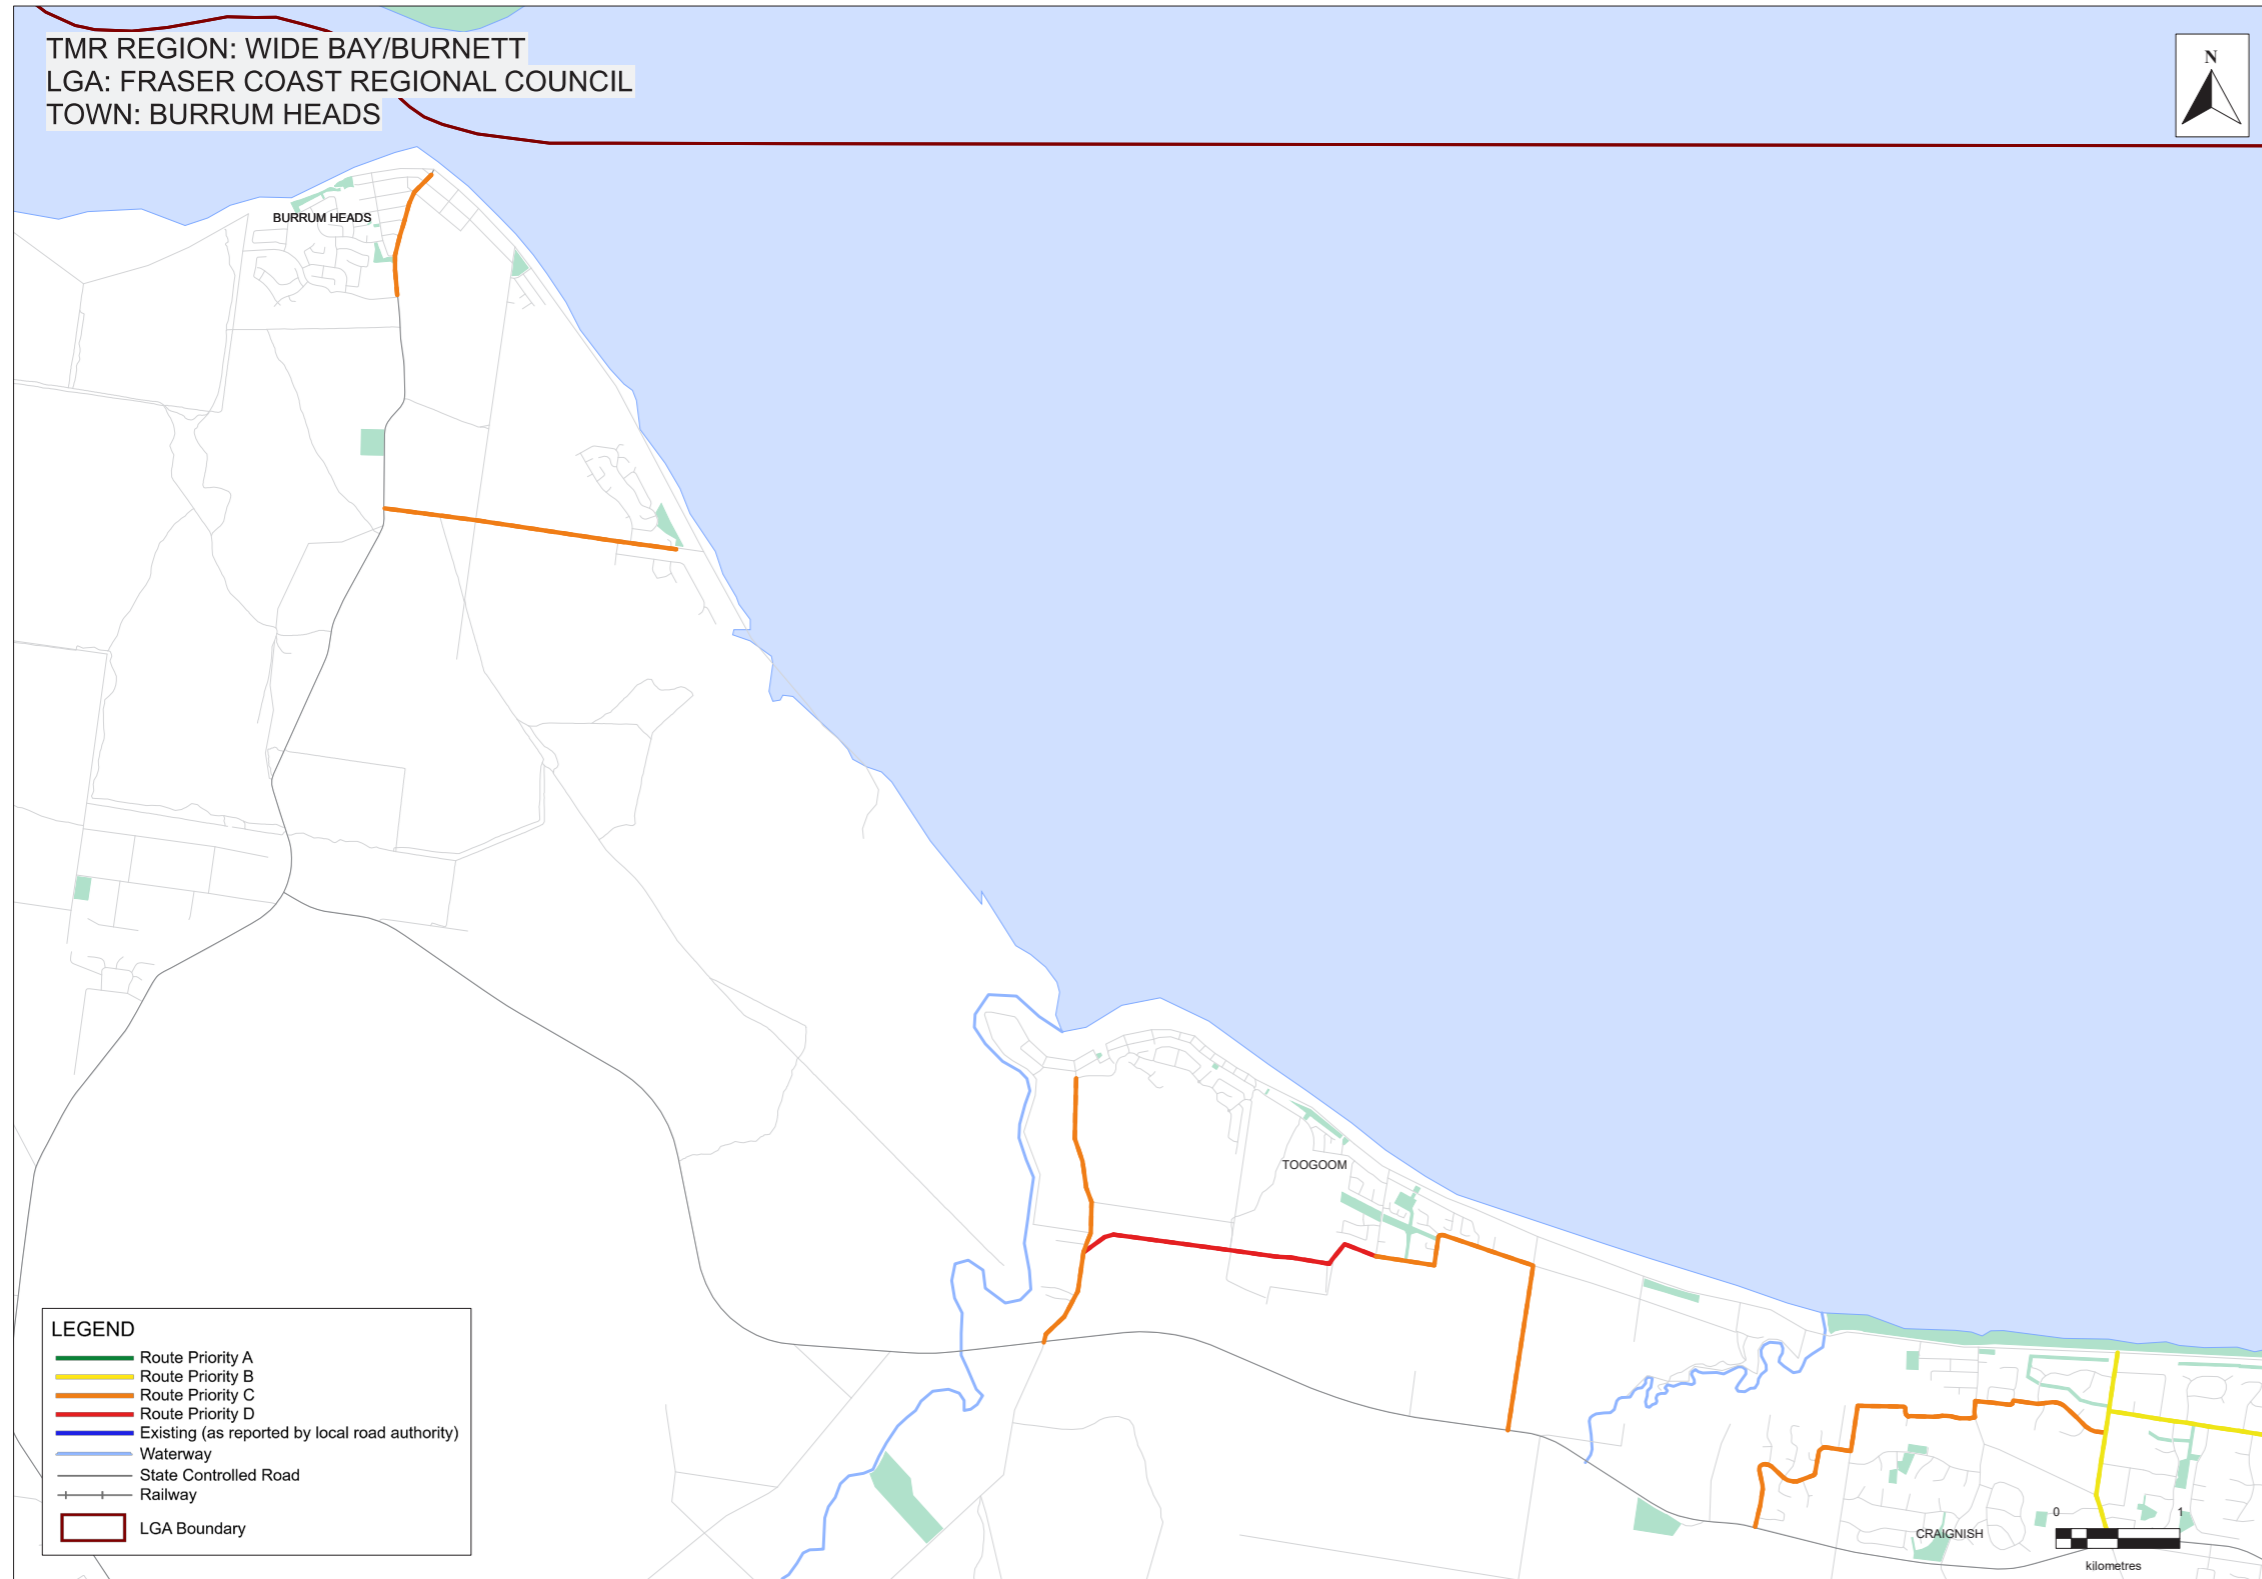 TMR REGION: WIDE BAY/BURNETT
LGA: FRASER COAST REGIONAL COUNCIL
TOWN: BURRUM HEADS
N
BURRUM HEADS
TOOGOOM
CRAIGNISH
0 1
kilometres
LEGEND
Route Priority A
Route Priority B
Route Priority C
Route Priority D
Existing (as reported by local road authority)
Waterway
State Controlled Road
Railway
LGA Boundary